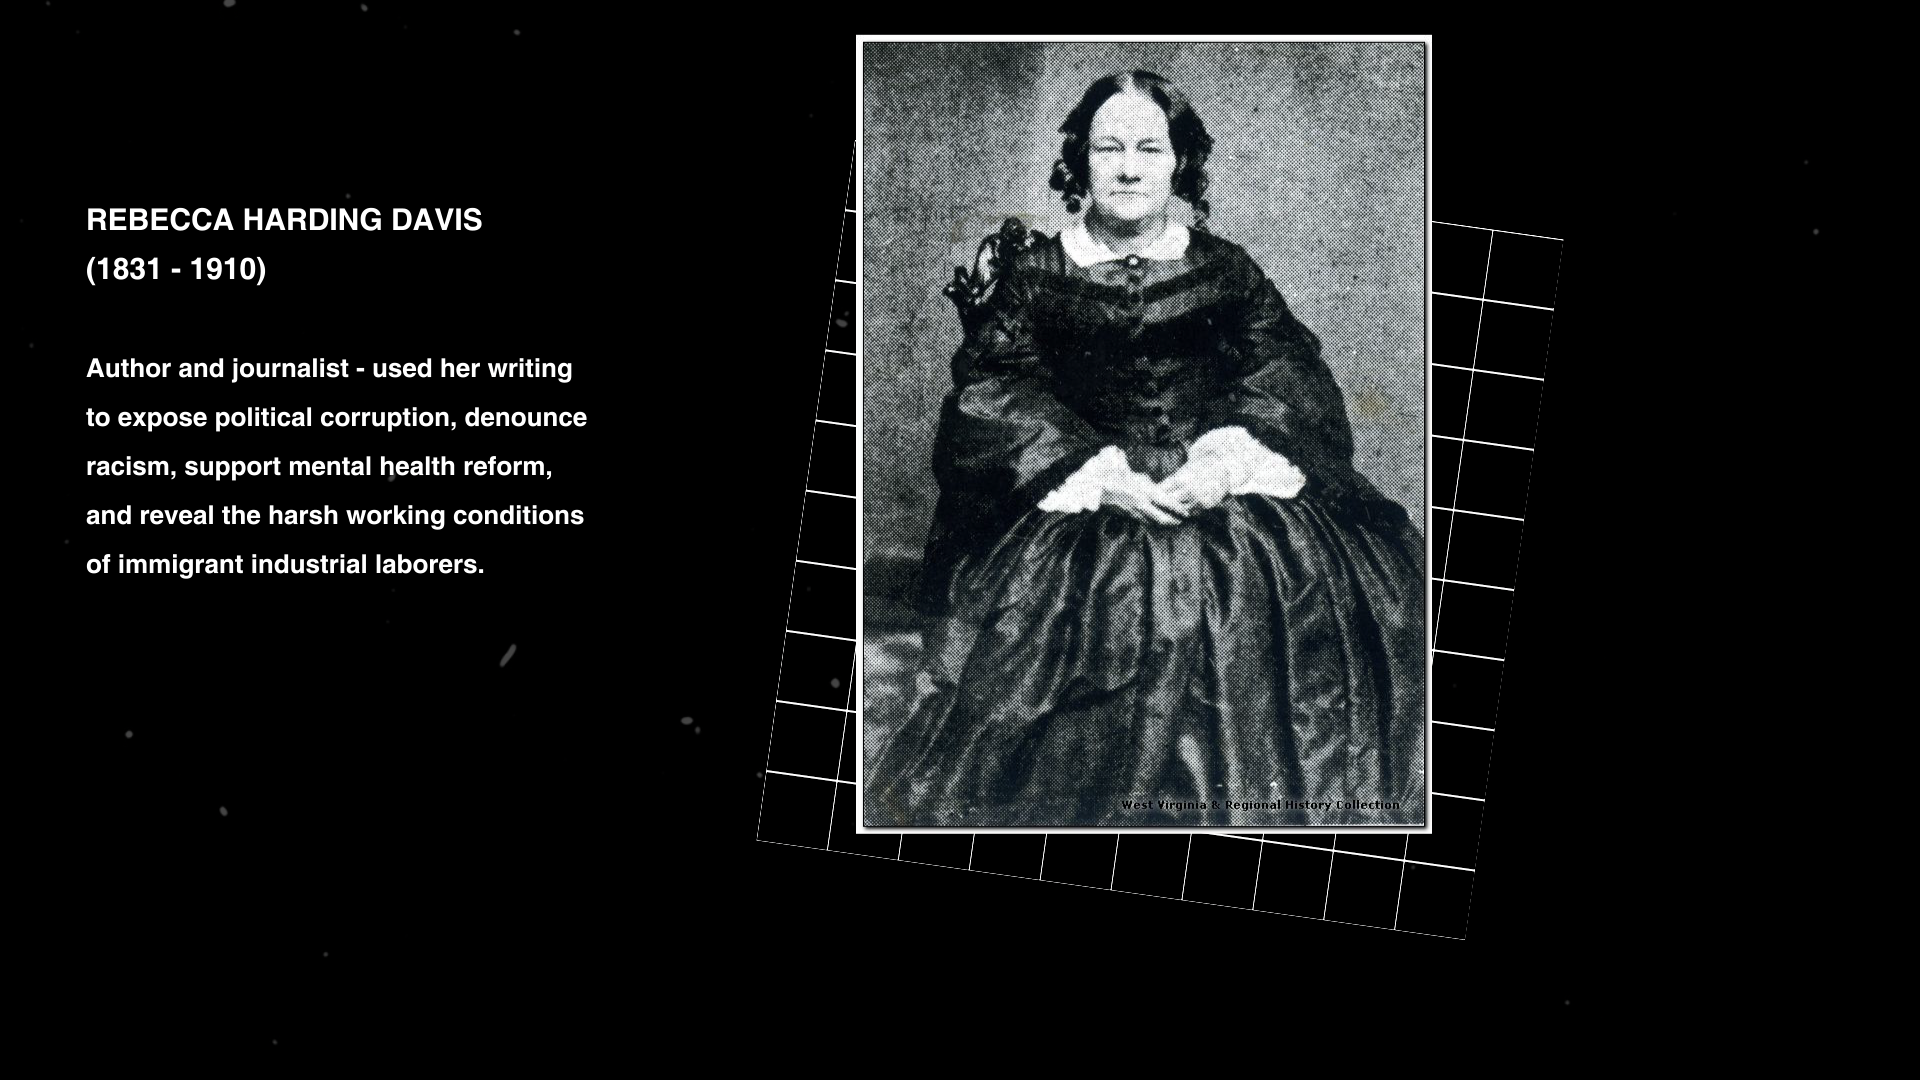 REBECCA HARDING DAVIS
(1831 - 1910)
Author and journalist - used her writing
to expose political corruption, denounce
racism, support mental health reform,
and reveal the harsh working conditions
of immigrant industrial laborers.
West Virginia & Regional History Collection